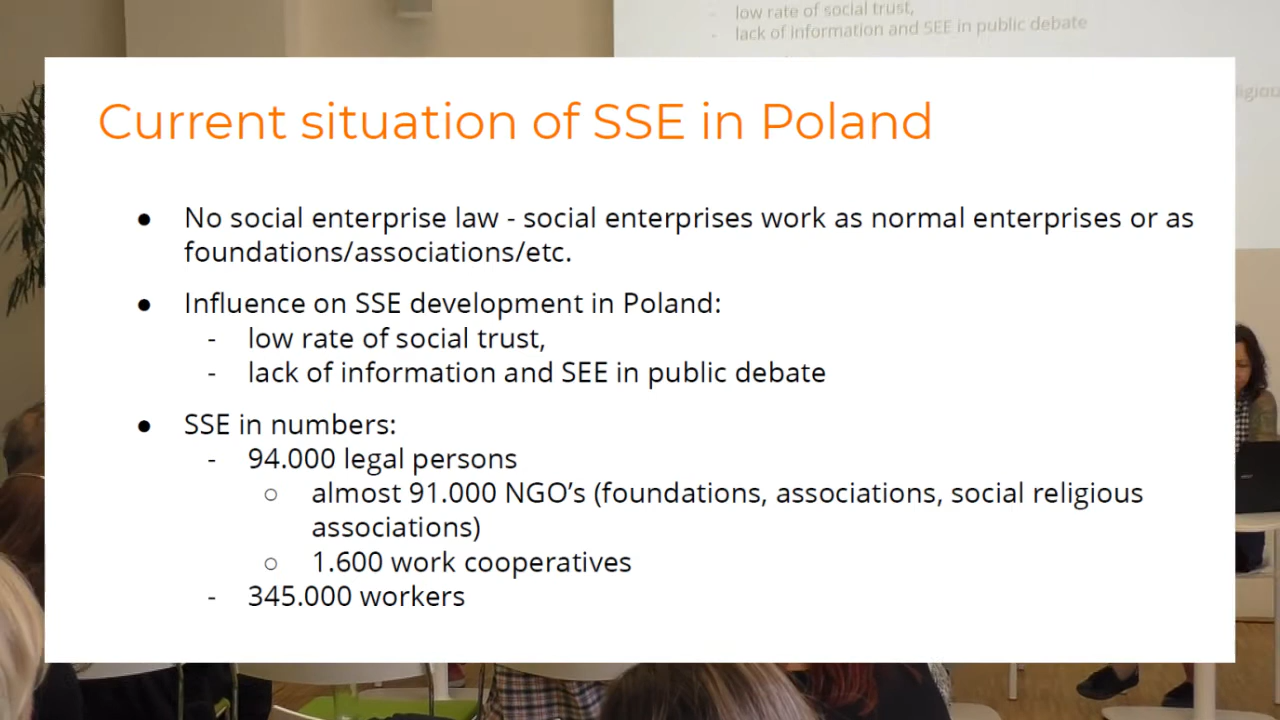 low rate of social trust,
- lack of information and SEE in public debate
ligiou
Current situation of SSE in Poland
● No social enterprise law - social enterprises work as normal enterprises or as
foundations/associations/etc.
● Influence on SSE development in Poland:
- low rate of social trust,
- lack of information and SEE in public debate
● SSE in numbers:
- 94.000 legal persons
○ almost 91.000 NGO's (foundations, associations, social religious
associations)
○ 1.600 work cooperatives
- 345.000 workers